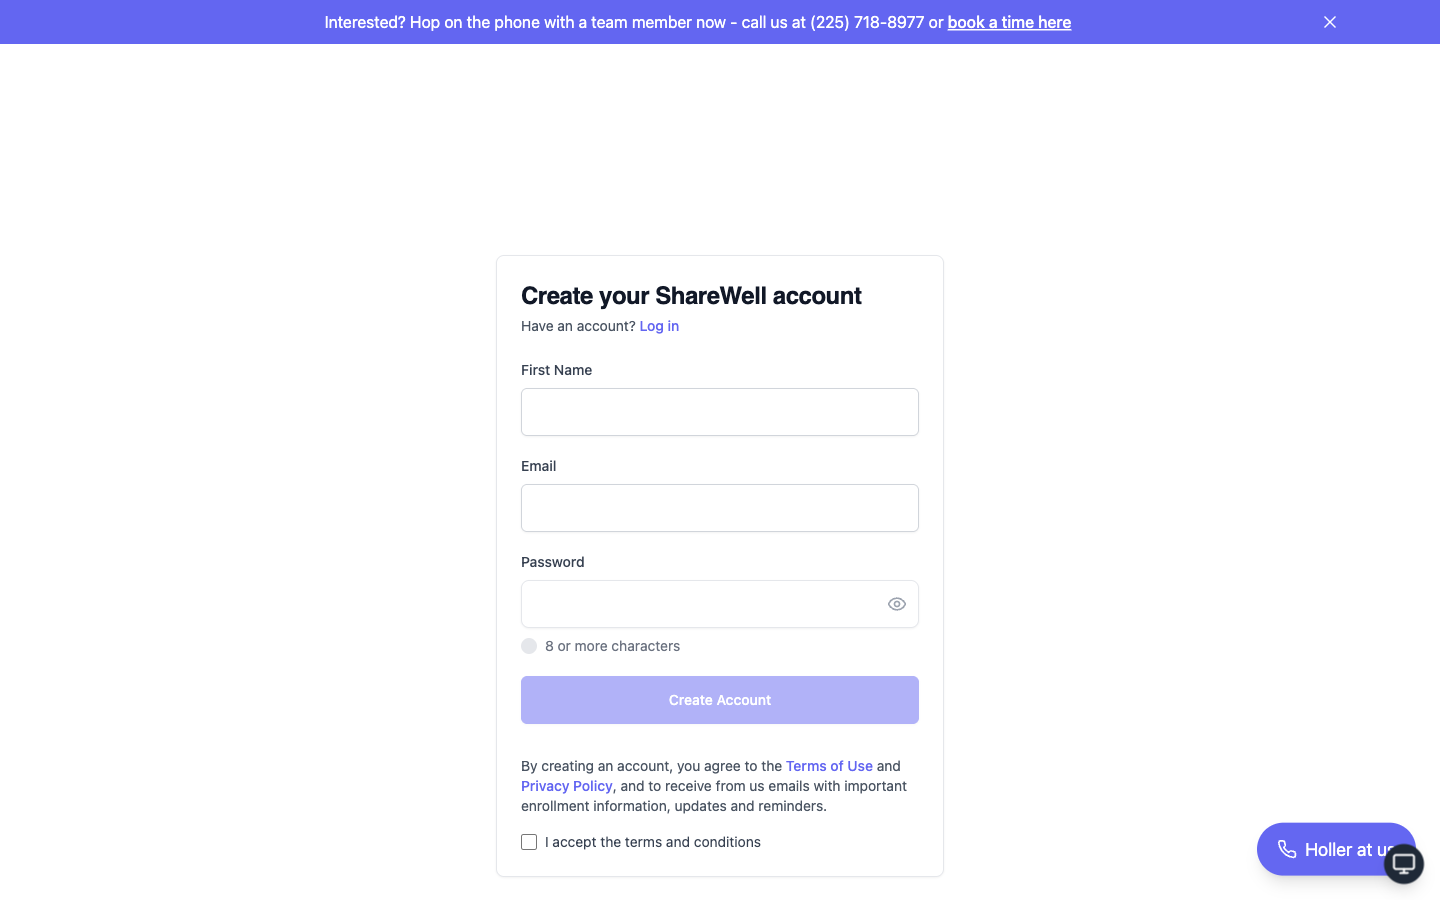 Interested? Hop on the phone with a team member now - call us at (225) 718-8977 or book a time here
Create your ShareWell account
Have an account? Log in
First Name
Email
Password
8 or more characters
Create Account
By creating an account, you agree to the Terms of Use and
Privacy Policy, and to receive from us emails with important
enrollment information, updates and reminders.
I accept the terms and conditions
Holler at us